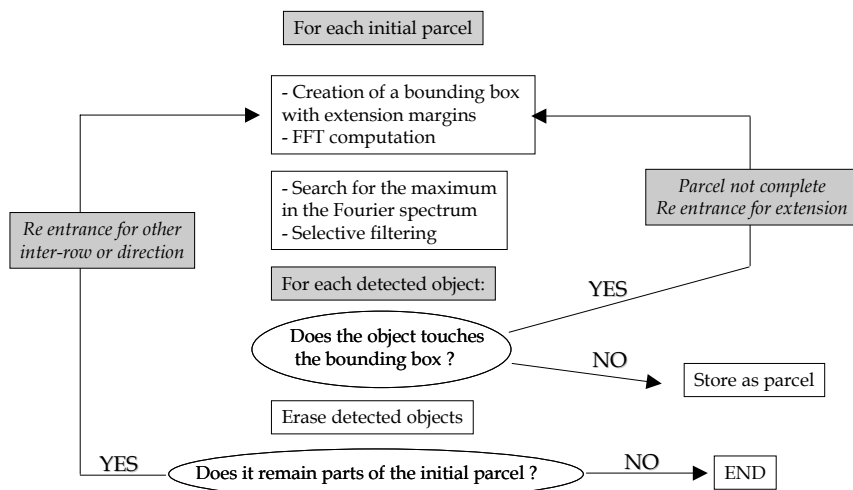 For each initial parcel
- Creation of a bounding box
with extension margins
- FFT computation
- Search for the maximum
in the Fourier spectrum
- Selective filtering
Parcel not complete
Re entrance for extension
Re entrance for other
inter-row or direction
For each detected object:
YES
Does the object touches
the bounding box ?
NO
Store as parcel
Erase detected objects
YES
Does it remain parts of the initial parcel ?
NO
END